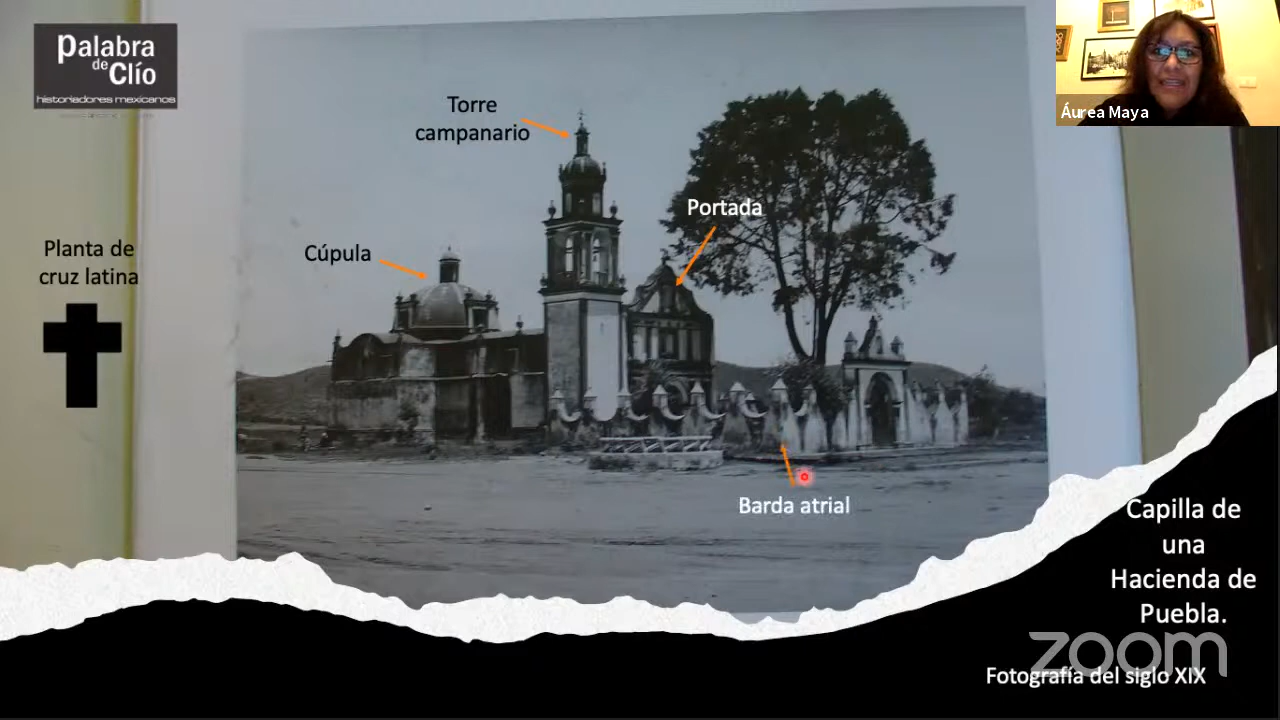 Palabra
de
Clío
historiadores mexicanos
Áurea Maya
Torre
campanario
Portada
Cúpula
Planta de
cruz latina
Barda atrial
Capilla de
una
Hacienda de
Puebla.
zoom
Fotografía del siglo XIX